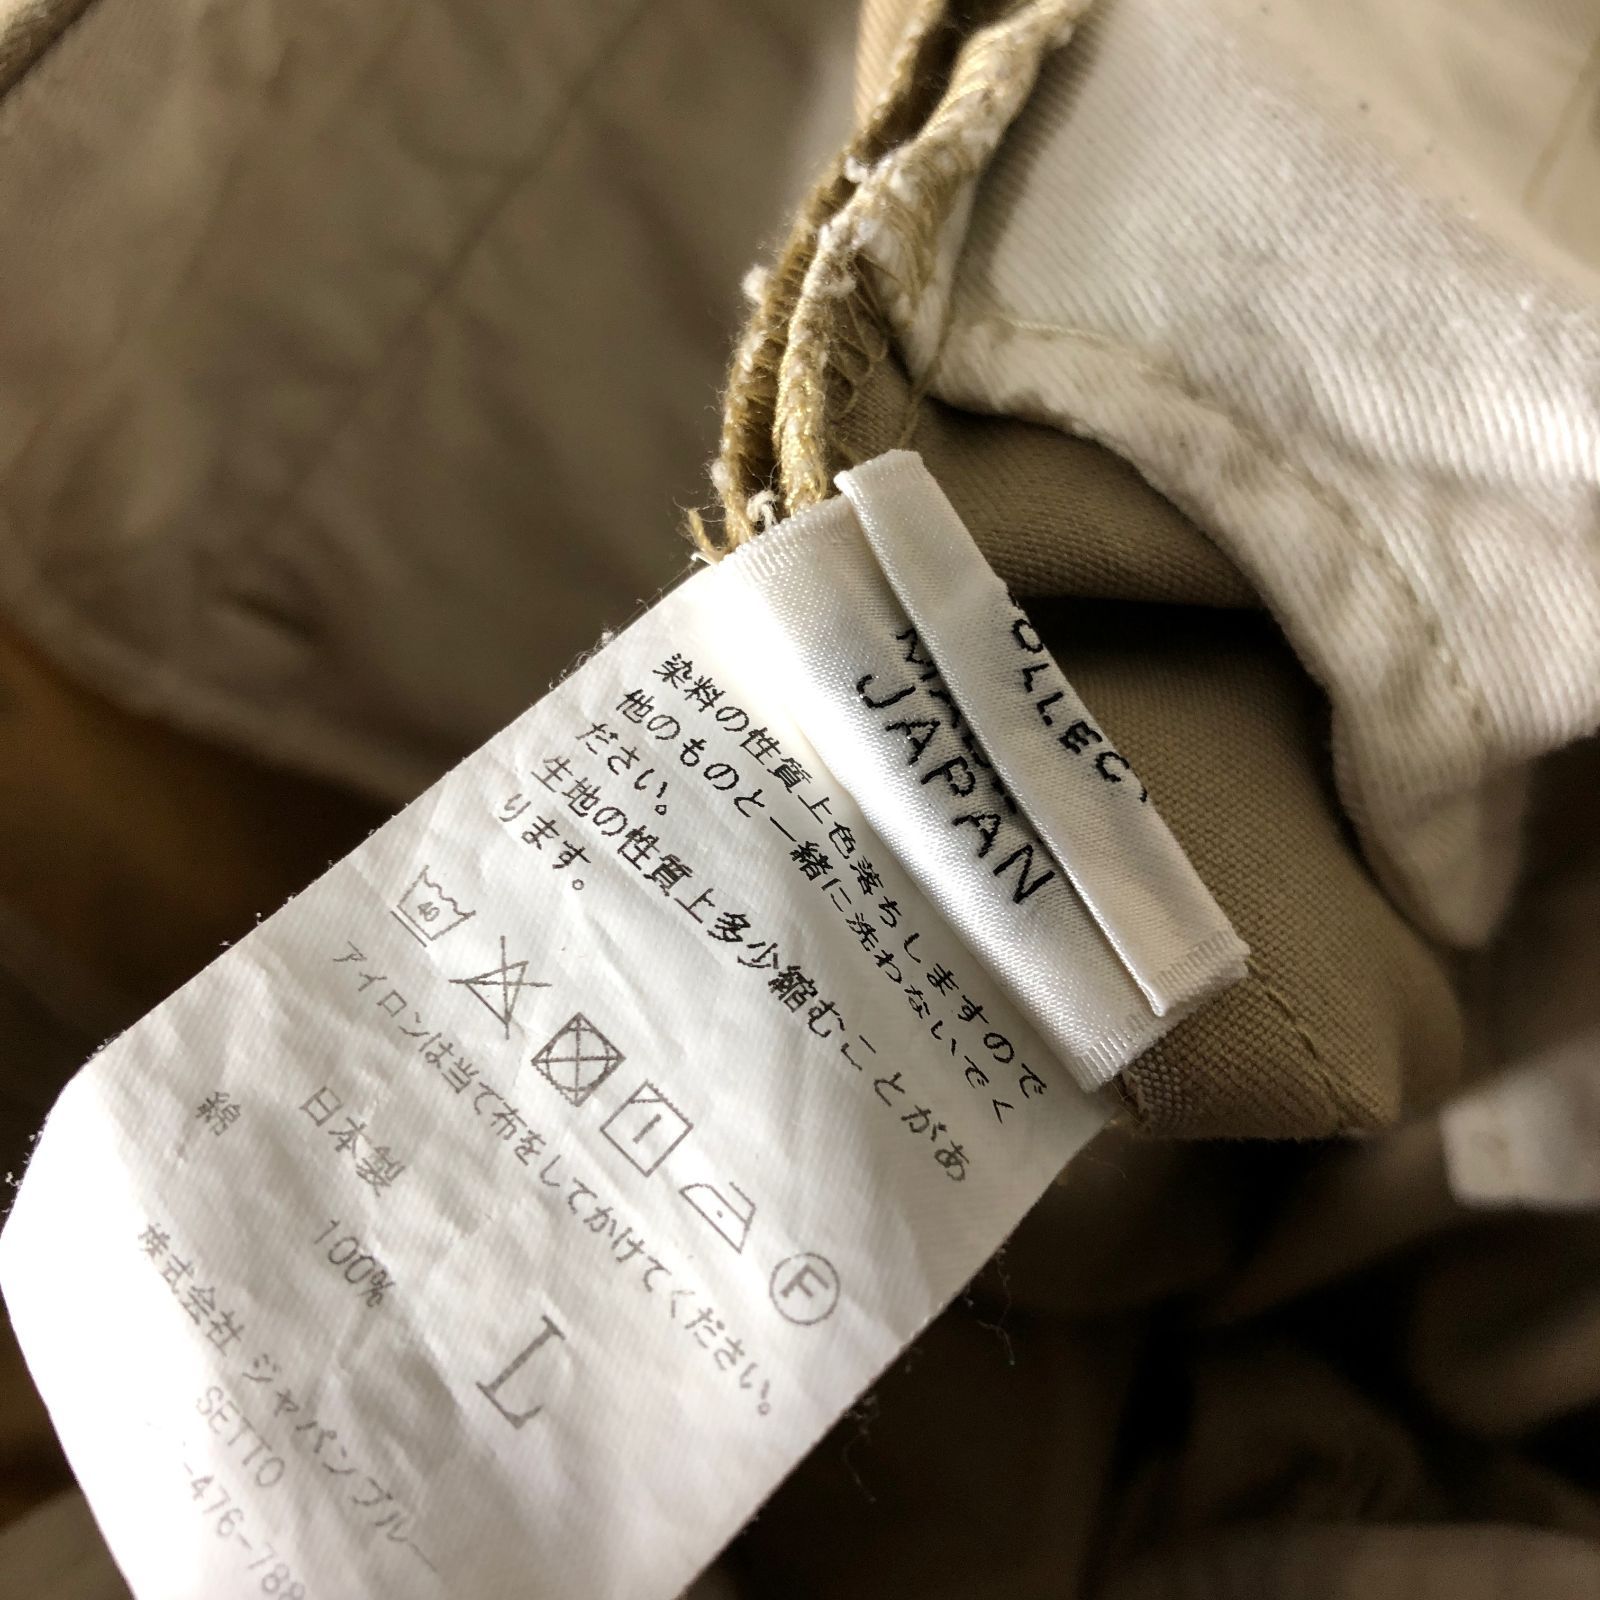 JAPAN
染料の性質上色落ちしますので
他のものと一緒に洗わないでく
ださい。
生地の性質上多少縮むことがあ
ります。
40
F
アイロンは当て布をしてかけてください。
日本製
綿 100%
L
株式会社 ジャパンブルー
SETTO
-476-788